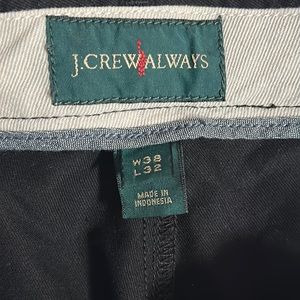 J.CREW ALWAYS
W38
L32
MADE IN
INDONESIA